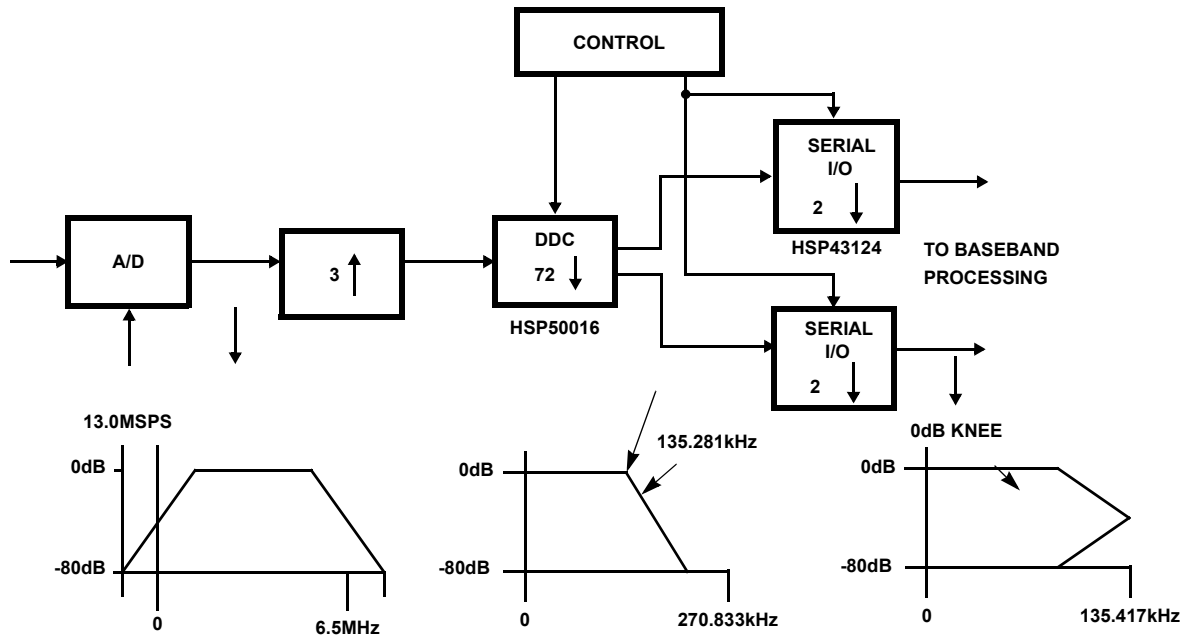 CONTROL
SERIAL
I/O
2
HSP43124
A/D
3
DDC
72
HSP50016
TO BASEBAND
PROCESSING
SERIAL
I/O
2
13.0MSPS
0dB
-80dB
0
6.5MHz
135.281kHz
0dB
-80dB
0
270.833kHz
0dB KNEE
0dB
-80dB
0
135.417kHz